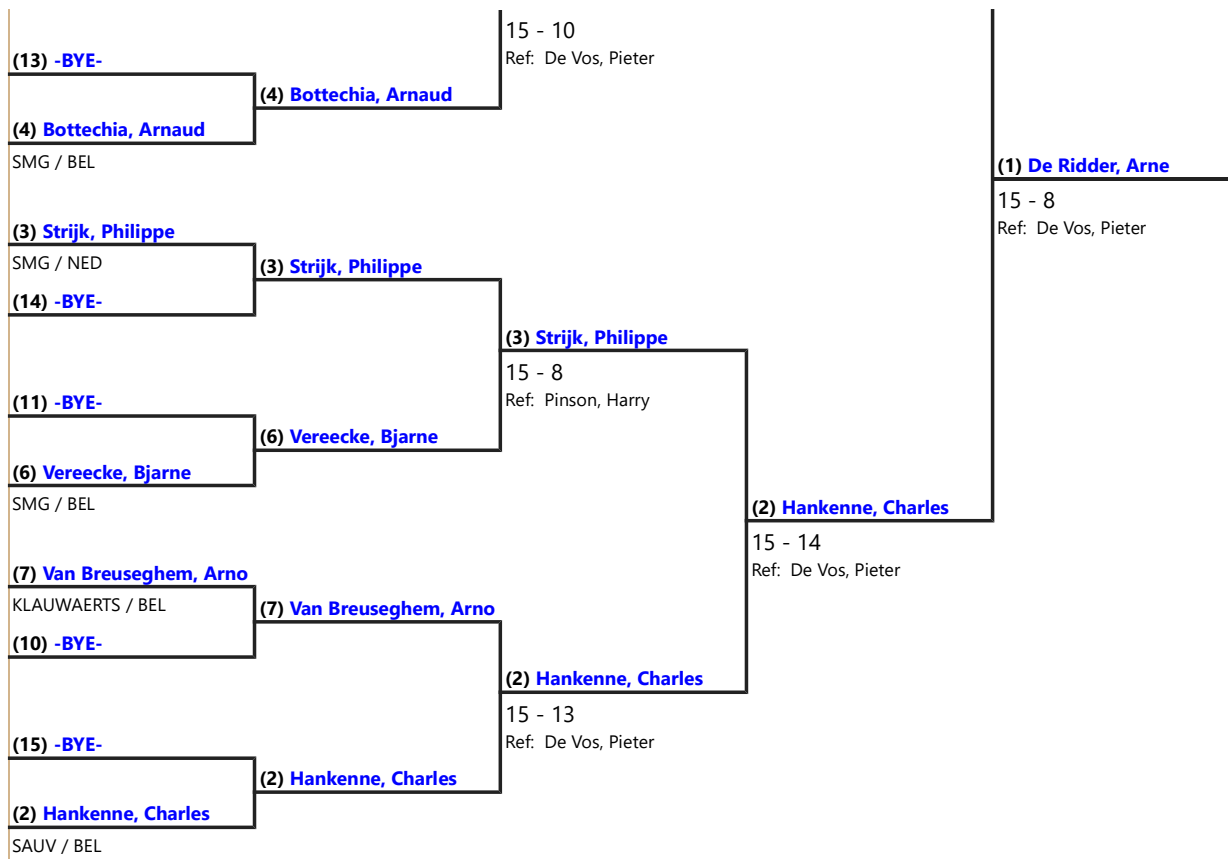 15 - 10
Ref:  De Vos, Pieter
(13) -BYE-
(4) Bottechia, Arnaud
(4) Bottechia, Arnaud
SMG / BEL
(1) De Ridder, Arne
15 - 8
Ref:  De Vos, Pieter
(3) Strijk, Philippe
SMG / NED
(3) Strijk, Philippe
(14) -BYE-
(3) Strijk, Philippe
15 - 8
Ref:  Pinson, Harry
(11) -BYE-
(6) Vereecke, Bjarne
(6) Vereecke, Bjarne
SMG / BEL
(2) Hankenne, Charles
15 - 14
Ref:  De Vos, Pieter
(7) Van Breuseghem, Arno
KLAUWAERTS / BEL
(7) Van Breuseghem, Arno
(10) -BYE-
(2) Hankenne, Charles
15 - 13
Ref:  De Vos, Pieter
(15) -BYE-
(2) Hankenne, Charles
(2) Hankenne, Charles
SAUV / BEL